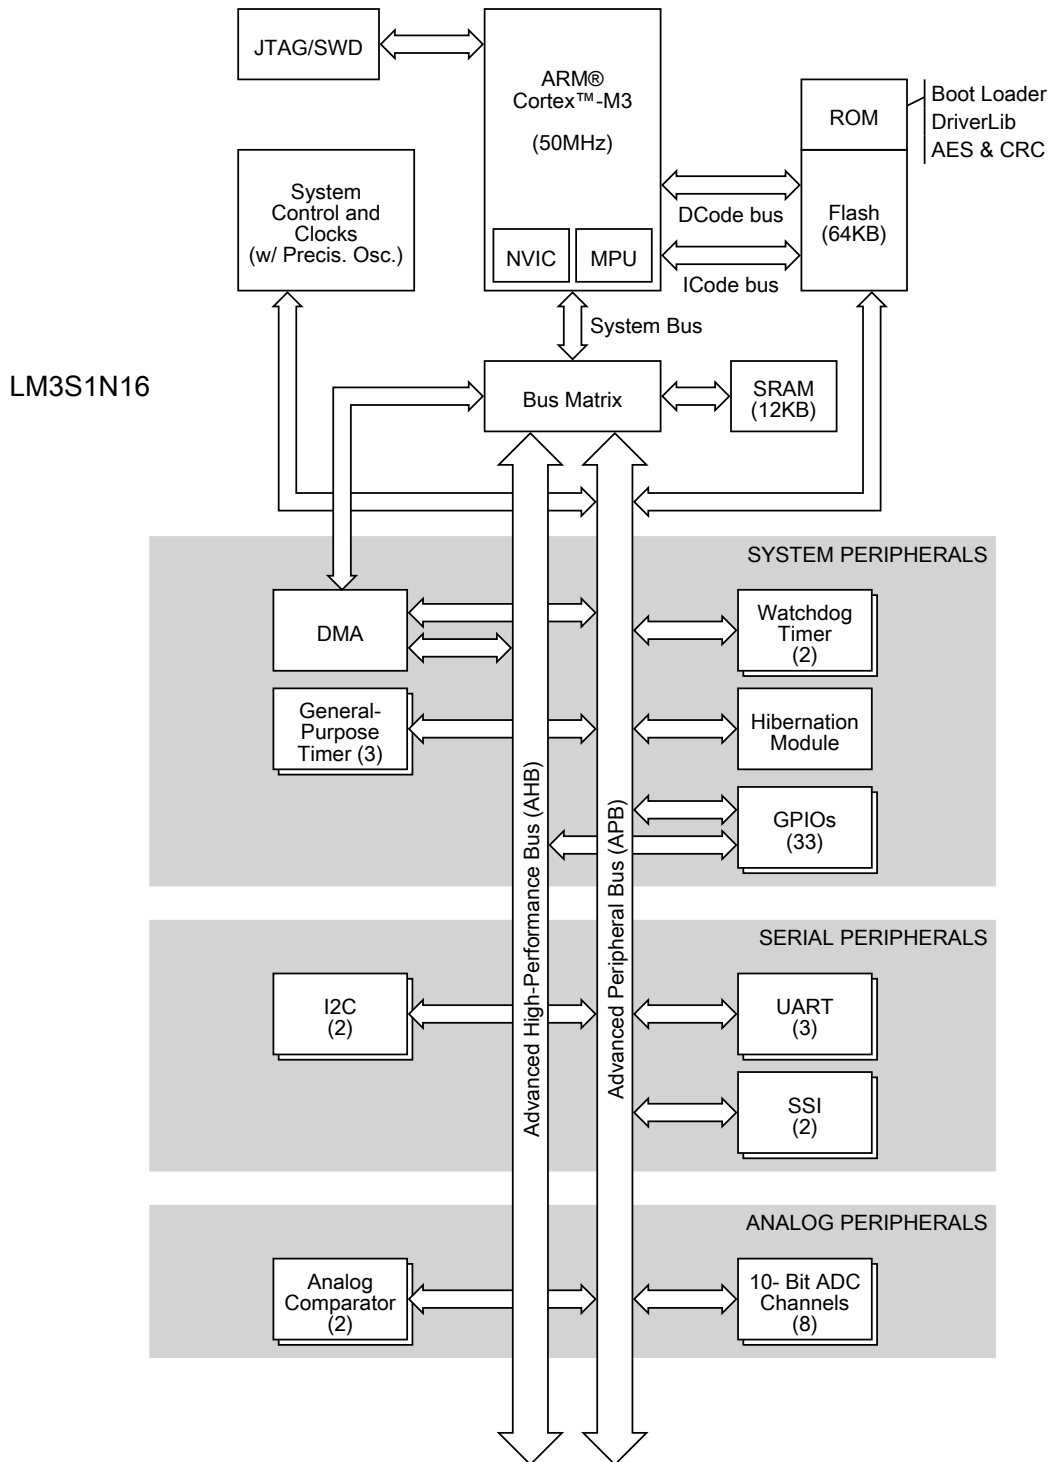 JTAG/SWD
ARM®
Cortex™-M3
(50MHz)
NVIC
MPU
ROM
Boot Loader
DriverLib
AES & CRC
Flash
(64KB)
DCode bus
ICode bus
System
Control and
Clocks
(w/ Precis. Osc.)
System Bus
LM3S1N16
Bus Matrix
SRAM
(12KB)
SYSTEM PERIPHERALS
DMA
Watchdog
Timer
(2)
General-
Purpose
Timer (3)
Hibernation
Module
GPIOs
(33)
Advanced High-Performance Bus (AHB)
Advanced Peripheral Bus (APB)
SERIAL PERIPHERALS
I2C
(2)
UART
(3)
SSI
(2)
ANALOG PERIPHERALS
Analog
Comparator
(2)
10- Bit ADC
Channels
(8)